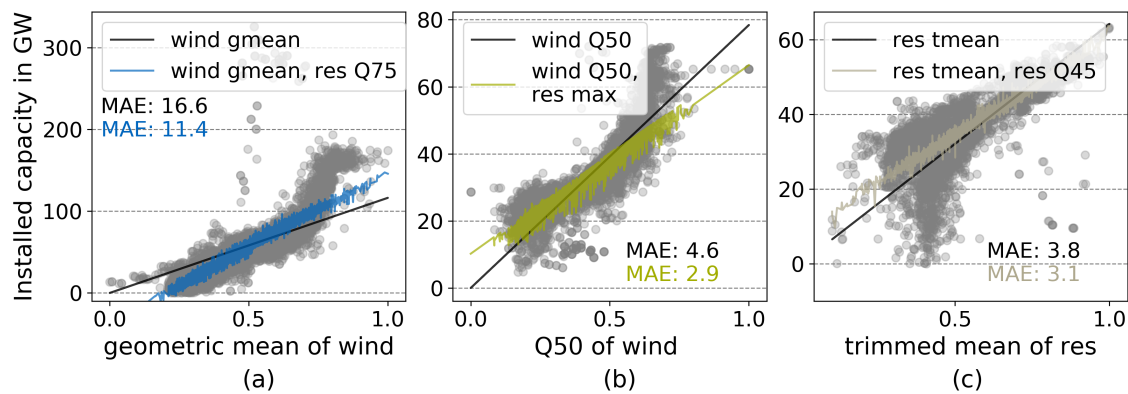 Installed capacity in GW
300
200
100
0
wind gmean
wind gmean, res Q75
MAE: 16.6
MAE: 11.4
0.0 0.5 1.0
geometric mean of wind
(a)
80
60
40
20
0
wind Q50
wind Q50,
res max
MAE: 4.6
MAE: 2.9
0.0 0.5 1.0
Q50 of wind
(b)
60
40
20
0
res tmean
res tmean, res Q45
MAE: 3.8
MAE: 3.1
0.5 1.0
trimmed mean of res
(c)